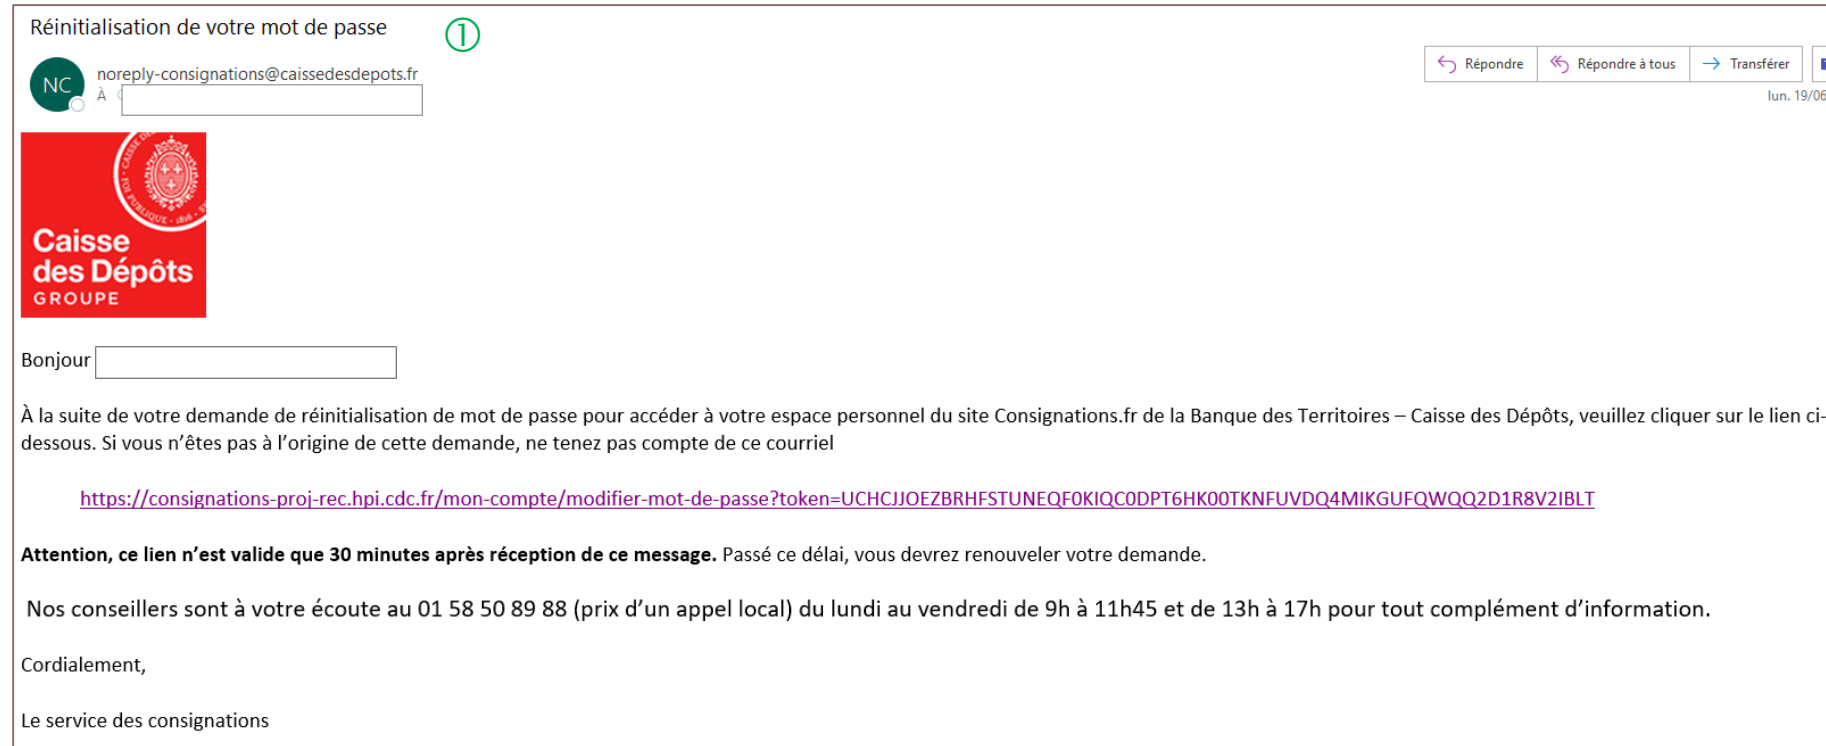 Réinitialisation de votre mot de passe
①
NC
noreply-consignations@caissedesdepots.fr
À
Répondre
Répondre à tous
Transférer
lun. 19/06
Caisse
des Dépôts
GROUPE
Bonjour
À la suite de votre demande de réinitialisation de mot de passe pour accéder à votre espace personnel du site Consignations.fr de la Banque des Territoires – Caisse des Dépôts, veuillez cliquer sur le lien ci-
dessous. Si vous n’êtes pas à l’origine de cette demande, ne tenez pas compte de ce courriel
https://consignations-proj-rec.hpi.cdc.fr/mon-compte/modifier-mot-de-passe?token=UCHCJJOEZBRHFSTUNEQF0KIQC0DPT6HK00TKNFUVDQ4MIKGUFQWQQ2D1R8V2IBLT
Attention, ce lien n’est valide que 30 minutes après réception de ce message. Passé ce délai, vous devrez renouveler votre demande.
Nos conseillers sont à votre écoute au 01 58 50 89 88 (prix d’un appel local) du lundi au vendredi de 9h à 11h45 et de 13h à 17h pour tout complément d’information.
Cordialement,
Le service des consignations